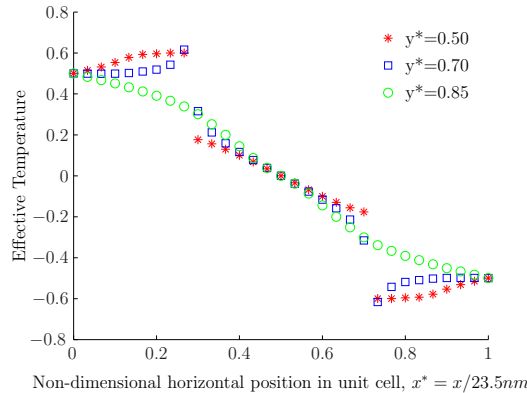 0.8
0.6
0.4
0.2
0
−0.2
−0.4
−0.6
−0.8
Effective Temperature
y*=0.50
y*=0.70
y*=0.85
0 0.2 0.4 0.6 0.8 1
Non-dimensional horizontal position in unit cell, x* = x/23.5nm